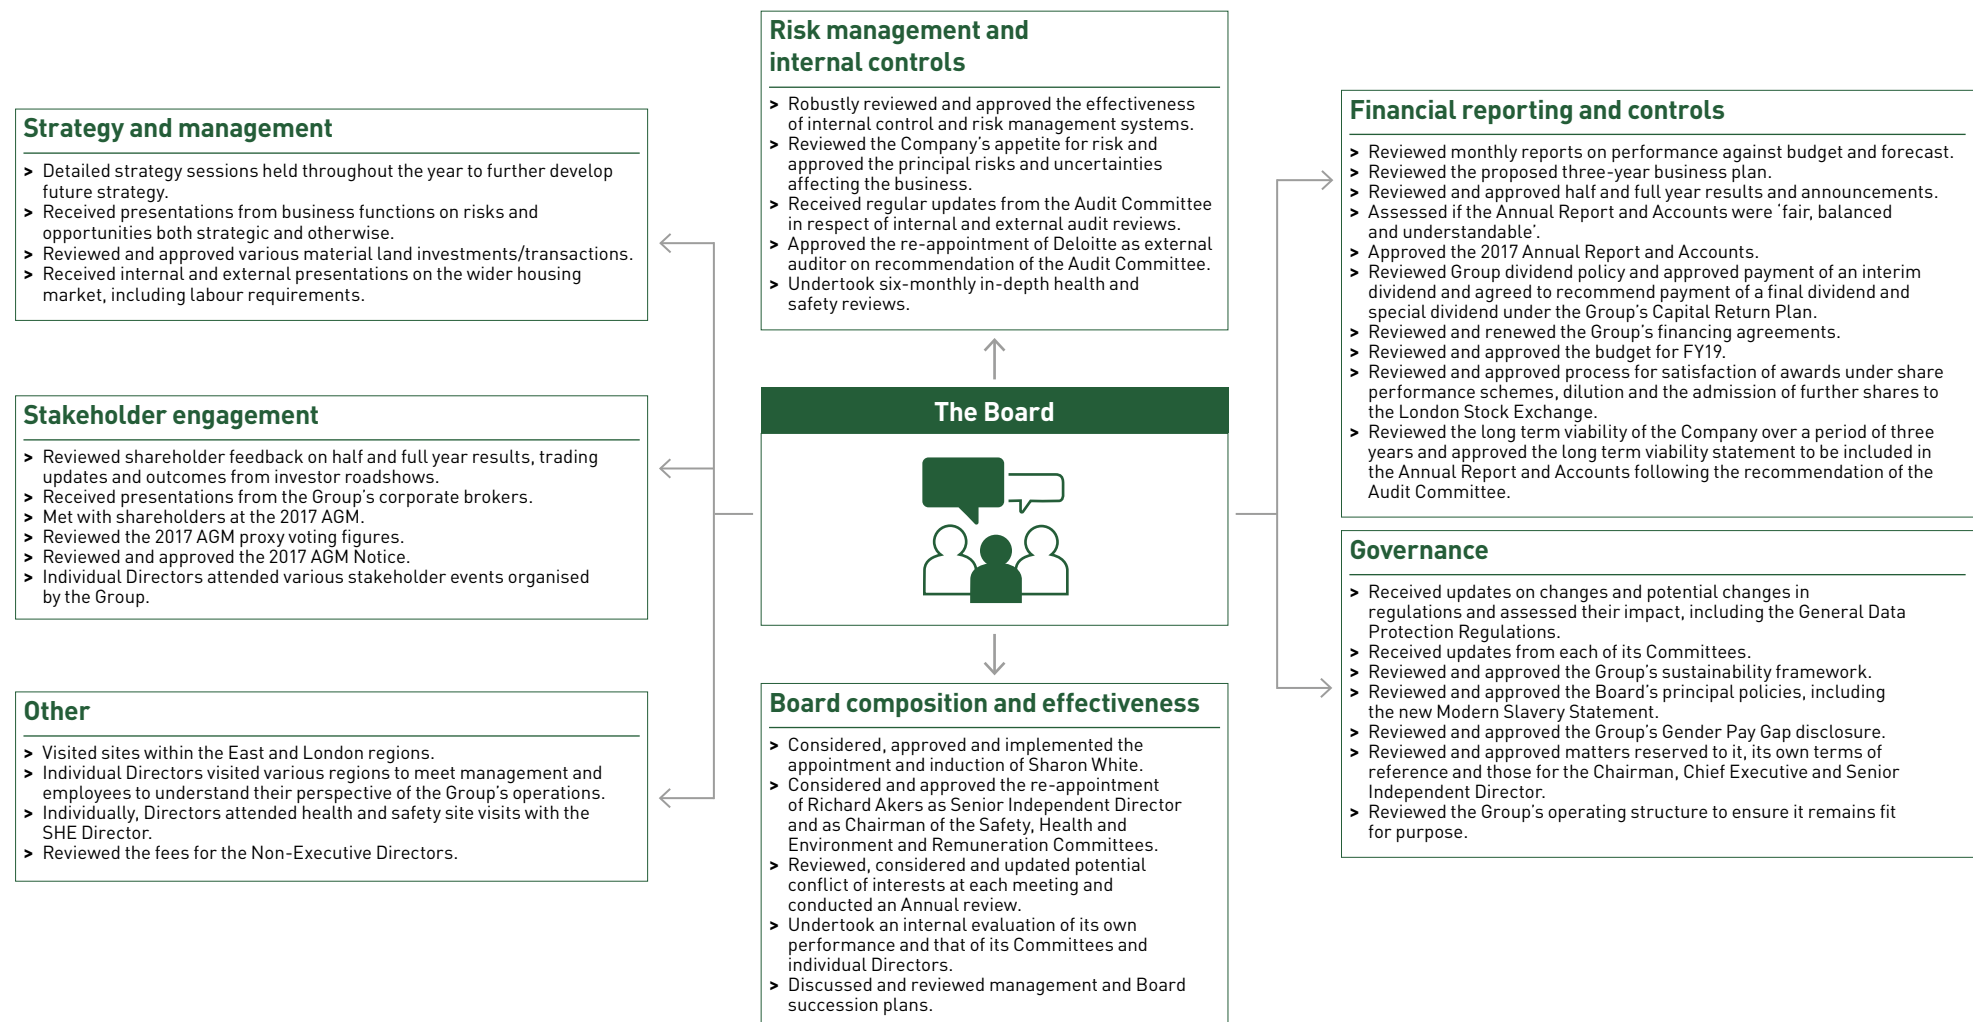 Strategy and management
> Detailed strategy sessions held throughout the year to further develop
future strategy.
> Received presentations from business functions on risks and
opportunities both strategic and otherwise.
> Reviewed and approved various material land investments/transactions.
> Received internal and external presentations on the wider housing
market, including labour requirements.
Stakeholder engagement
> Reviewed shareholder feedback on half and full year results, trading
updates and outcomes from investor roadshows.
> Received presentations from the Group's corporate brokers.
> Met with shareholders at the 2017 AGM.
> Reviewed the 2017 AGM proxy voting figures.
> Reviewed and approved the 2017 AGM Notice.
> Individual Directors attended various stakeholder events organised
by the Group.
Other
> Visited sites within the East and London regions.
> Individual Directors visited various regions to meet management and
employees to understand their perspective of the Group's operations.
> Individually, Directors attended health and safety site visits with the
SHE Director.
> Reviewed the fees for the Non-Executive Directors.
Risk management and
internal controls
> Robustly reviewed and approved the effectiveness
of internal control and risk management systems.
> Reviewed the Company's appetite for risk and
approved the principal risks and uncertainties
affecting the business.
> Received regular updates from the Audit Committee
in respect of internal and external audit reviews.
> Approved the re-appointment of Deloitte as external
auditor on recommendation of the Audit Committee.
> Undertook six-monthly in-depth health and
safety reviews.
The Board
Board composition and effectiveness
> Considered, approved and implemented the
appointment and induction of Sharon White.
> Considered and approved the re-appointment
of Richard Akers as Senior Independent Director
and as Chairman of the Safety, Health and
Environment and Remuneration Committees.
> Reviewed, considered and updated potential
conflict of interests at each meeting and
conducted an Annual review.
> Undertook an internal evaluation of its own
performance and that of its Committees and
individual Directors.
> Discussed and reviewed management and Board
succession plans.
Financial reporting and controls
> Reviewed monthly reports on performance against budget and forecast.
> Reviewed the proposed three-year business plan.
> Reviewed and approved half and full year results and announcements.
> Assessed if the Annual Report and Accounts were 'fair, balanced
and understandable'.
> Approved the 2017 Annual Report and Accounts.
> Reviewed Group dividend policy and approved payment of an interim
dividend and agreed to recommend payment of a final dividend and
special dividend under the Group's Capital Return Plan.
> Reviewed and renewed the Group's financing agreements.
> Reviewed and approved the budget for FY19.
> Reviewed and approved process for satisfaction of awards under share
performance schemes, dilution and the admission of further shares to
the London Stock Exchange.
> Reviewed the long term viability of the Company over a period of three
years and approved the long term viability statement to be included in
the Annual Report and Accounts following the recommendation of the
Audit Committee.
Governance
> Received updates on changes and potential changes in
regulations and assessed their impact, including the General Data
Protection Regulations.
> Received updates from each of its Committees.
> Reviewed and approved the Group's sustainability framework.
> Reviewed and approved the Board's principal policies, including
the new Modern Slavery Statement.
> Reviewed and approved the Group's Gender Pay Gap disclosure.
> Reviewed and approved matters reserved to it, its own terms of
reference and those for the Chairman, Chief Executive and Senior
Independent Director.
> Reviewed the Group's operating structure to ensure it remains fit
for purpose.